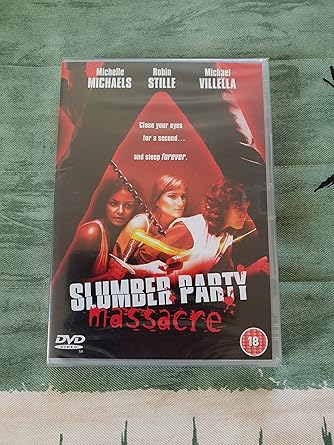 Michelle Robin Michael
MICHAELS STILLE VILLELLA
Close your eyes
for a second...
and sleep forever.
SLUMBER PARTY
massacre
DVD
VIDEO
18